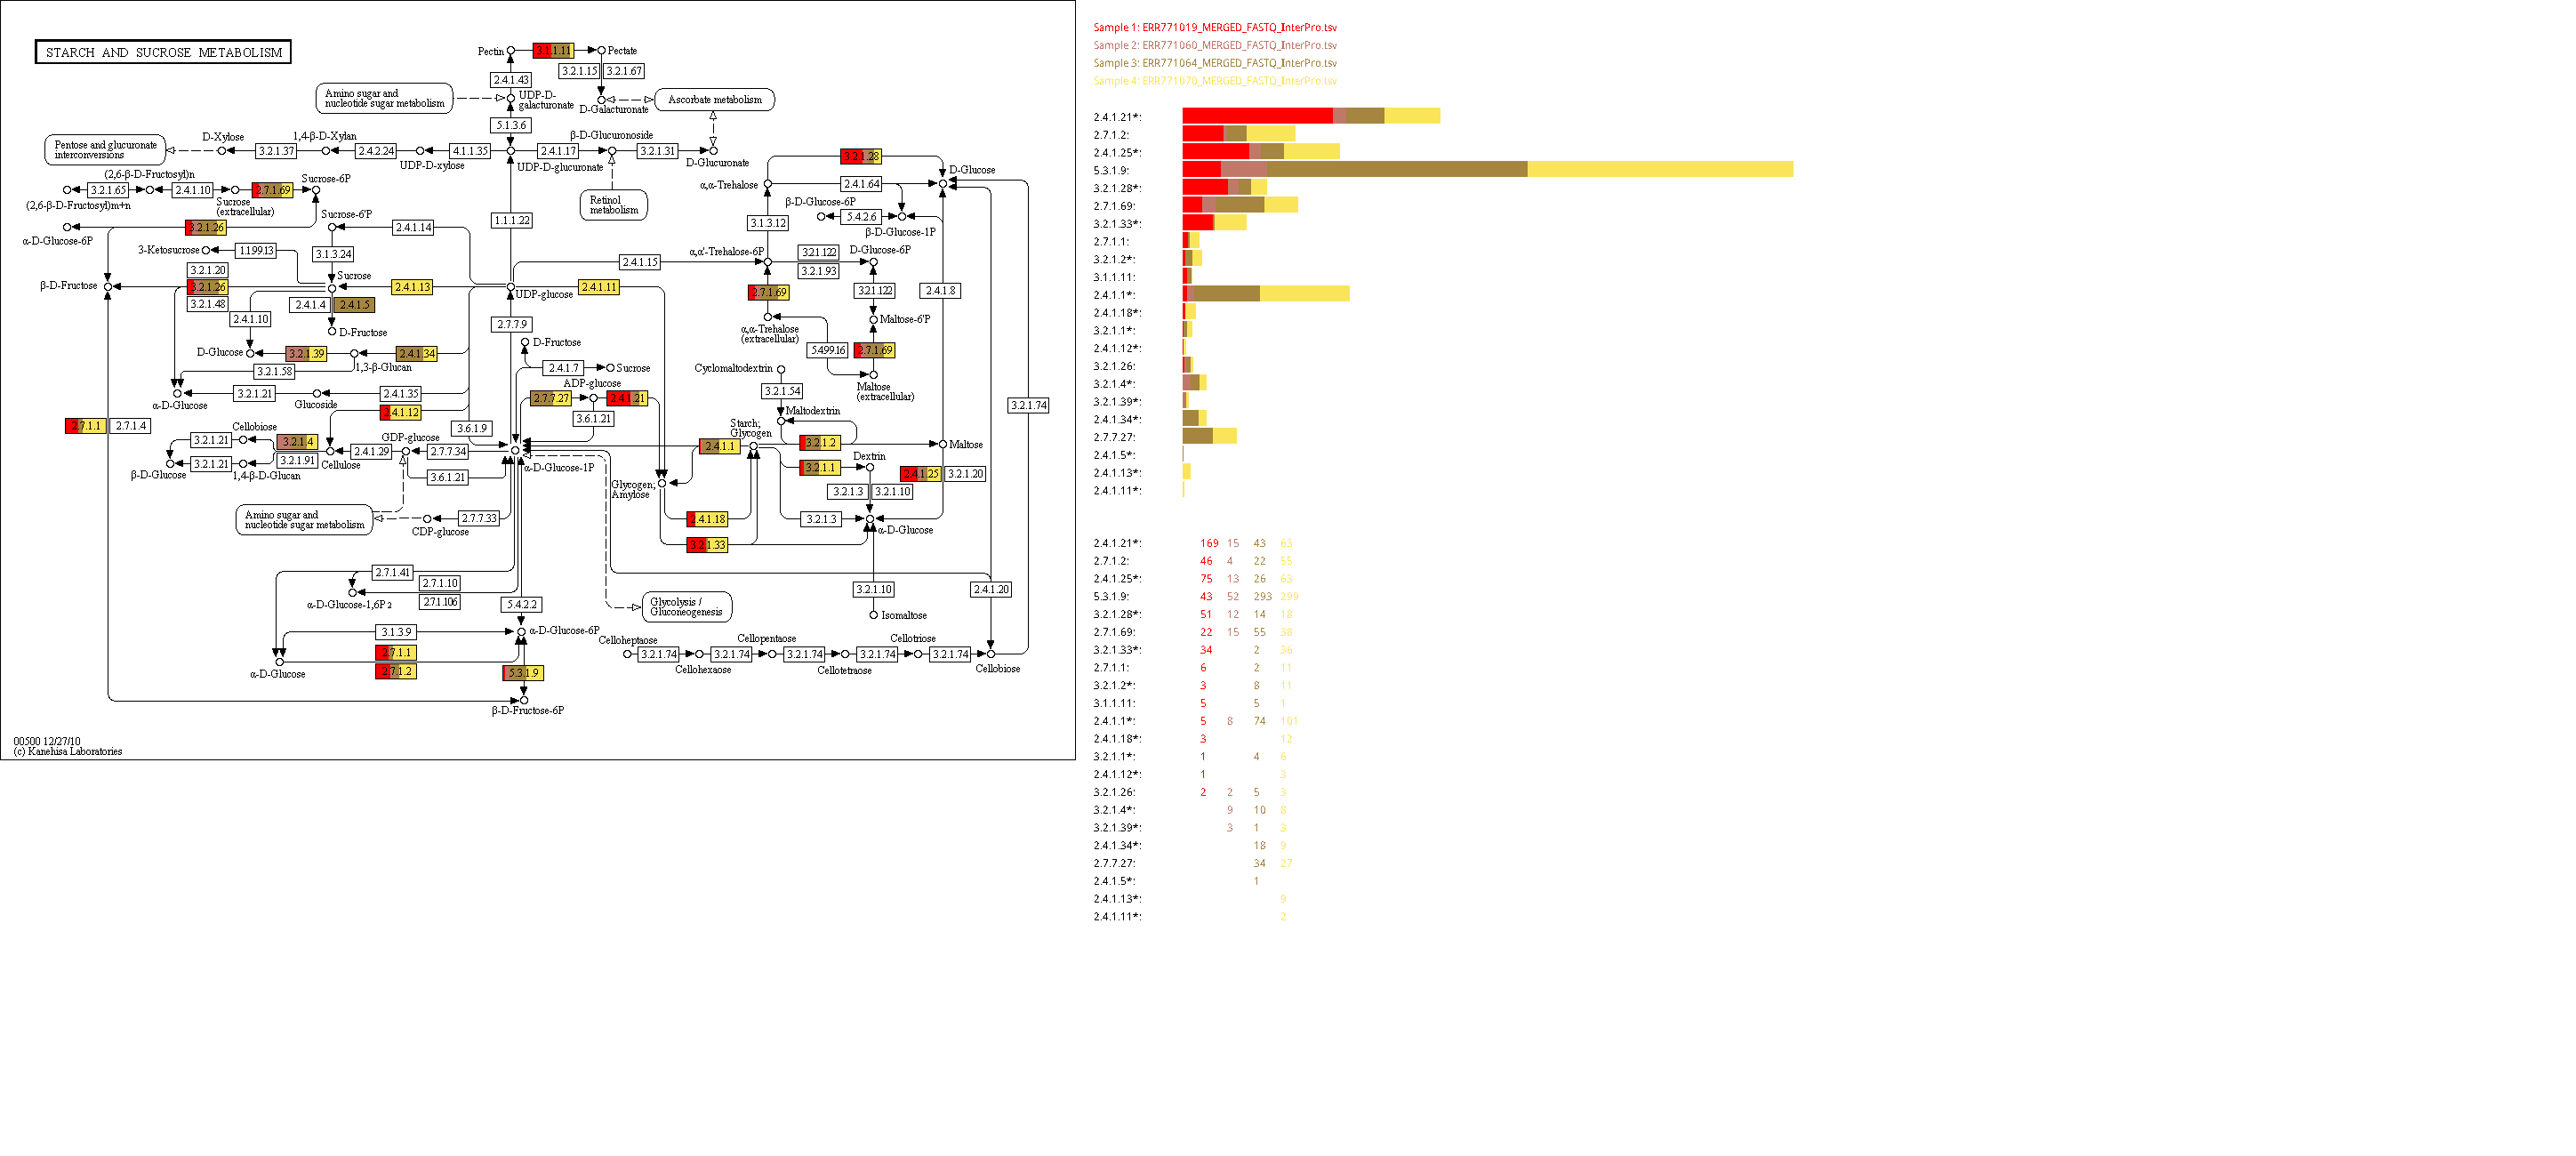 STARCH AND SUCROSE METABOLISM
Pectin
3.1.1.11
Pectate
3.2.1.15
3.2.1.67
2.4.1.43
Amino sugar and
nucleotide sugar metabolism
UDP-D-
galacturonate
D-Galacturonate
Ascorbate metabolism
5.1.3.6
Pentose and glucuronate
interconversions
D-Xylose
3.2.1.37
1,4-β-D-Xylan
2.4.2.24
UDP-D-xylose
4.1.1.35
2.4.1.17
UDP-D-glucuronate
β-D-Glucuronoside
3.2.1.31
D-Glucuronate
Retinol
metabolism
(2,6-β-D-Fructosyl)n
3.2.1.65
2.4.1.10
2.7.1.69
Sucrose-6P
(2,6-β-D-Fructosyl)m+n
Sucrose
(extracellular)
3.2.1.28
D-Glucose
α,α-Trehalose
2.4.1.64
β-D-Glucose-6P
5.4.2.6
β-D-Glucose-1P
3.1.3.12
1.1.1.22
3.2.1.26
α-D-Glucose-6P
Sucrose-6'P
2.4.1.14
3-Ketosucrose
1.1.99.13
3.1.3.24
α,α'-Trehalose-6P
3.2.1.122
3.2.1.93
D-Glucose-6P
2.4.1.15
3.2.1.20
3.2.1.26
3.2.1.48
β-D-Fructose
Sucrose
2.4.1.13
UDP-glucose
2.4.1.11
2.7.1.69
3.2.1.122
2.4.1.8
2.4.1.4
2.4.1.5
2.4.1.10
D-Fructose
2.7.7.9
α,α-Trehalose
(extracellular)
Maltose-6'P
5.4.99.16
2.7.1.69
D-Glucose
3.2.1.39
2.4.1.34
1,3-β-Glucan
3.2.1.58
D-Fructose
2.4.1.7
Sucrose
Cyclomaltodextrin
3.2.1.54
Maltose
(extracellular)
α-D-Glucose
3.2.1.21
Glucoside
2.4.1.35
ADP-glucose
2.7.7.27
2.4.1.21
3.2.1.74
2.4.1.12
3.6.1.21
Maltodextrin
2.7.1.1
2.7.1.4
Cellobiose
3.2.1.21
3.2.1.4
3.6.1.9
Starch;
Glycogen
2.4.1.1
3.2.1.2
Maltose
β-D-Glucose
3.2.1.21
3.2.1.91
1,4-β-D-Glucan
Cellulose
2.4.1.29
GDP-glucose
2.7.7.34
α-D-Glucose-1P
3.6.1.21
Dextrin
3.2.1.1
2.4.1.25
3.2.1.20
Glycogen;
Amylose
3.2.1.3
3.2.1.10
Amino sugar and
nucleotide sugar metabolism
CDP-glucose
2.7.7.33
2.4.1.18
3.2.1.3
α-D-Glucose
3.2.1.33
2.7.1.41
2.7.1.10
2.7.1.106
α-D-Glucose-1,6P2
5.4.2.2
Glycolysis /
Gluconeogenesis
3.2.1.10
2.4.1.20
Isomaltose
3.1.3.9
α-D-Glucose-6P
2.7.1.1
2.7.1.2
α-D-Glucose
5.3.1.9
β-D-Fructose-6P
Celloheptaose
3.2.1.74
Cellohexaose
3.2.1.74
Cellopentaose
3.2.1.74
Cellotetraose
3.2.1.74
Cellotriose
3.2.1.74
Cellobiose
00500 12/27/10
(c) Kanehisa Laboratories
Sample 1: ERR771019_MERGED_FASTQ_InterPro.tsv
Sample 2: ERR771060_MERGED_FASTQ_InterPro.tsv
Sample 3: ERR771064_MERGED_FASTQ_InterPro.tsv
Sample 4: ERR771070_MERGED_FASTQ_InterPro.tsv
2.4.1.21*:
2.7.1.2:
2.4.1.25*:
5.3.1.9:
3.2.1.28*:
2.7.1.69:
3.2.1.33*:
2.7.1.1:
3.2.1.2*:
3.1.1.11:
2.4.1.1*:
2.4.1.18*:
3.2.1.1*:
2.4.1.12*:
3.2.1.26:
3.2.1.4*:
3.2.1.39*:
2.4.1.34*:
2.7.7.27:
2.4.1.5*:
2.4.1.13*:
2.4.1.11*:
2.4.1.21*: 169 15 43 63
2.7.1.2: 46 4 22 55
2.4.1.25*: 75 13 26 63
5.3.1.9: 43 52 293 299
3.2.1.28*: 51 12 14 18
2.7.1.69: 22 15 55 38
3.2.1.33*: 34 2 36
2.7.1.1: 6 2 11
3.2.1.2*: 3 8 11
3.1.1.11: 5 5 1
2.4.1.1*: 5 8 74 101
2.4.1.18*: 3 12
3.2.1.1*: 1 4 6
2.4.1.12*: 1 3
3.2.1.26: 2 2 5 3
3.2.1.4*: 9 10 8
3.2.1.39*: 3 1 3
2.4.1.34*: 18 9
2.7.7.27: 34 27
2.4.1.5*: 1
2.4.1.13*: 9
2.4.1.11*: 2